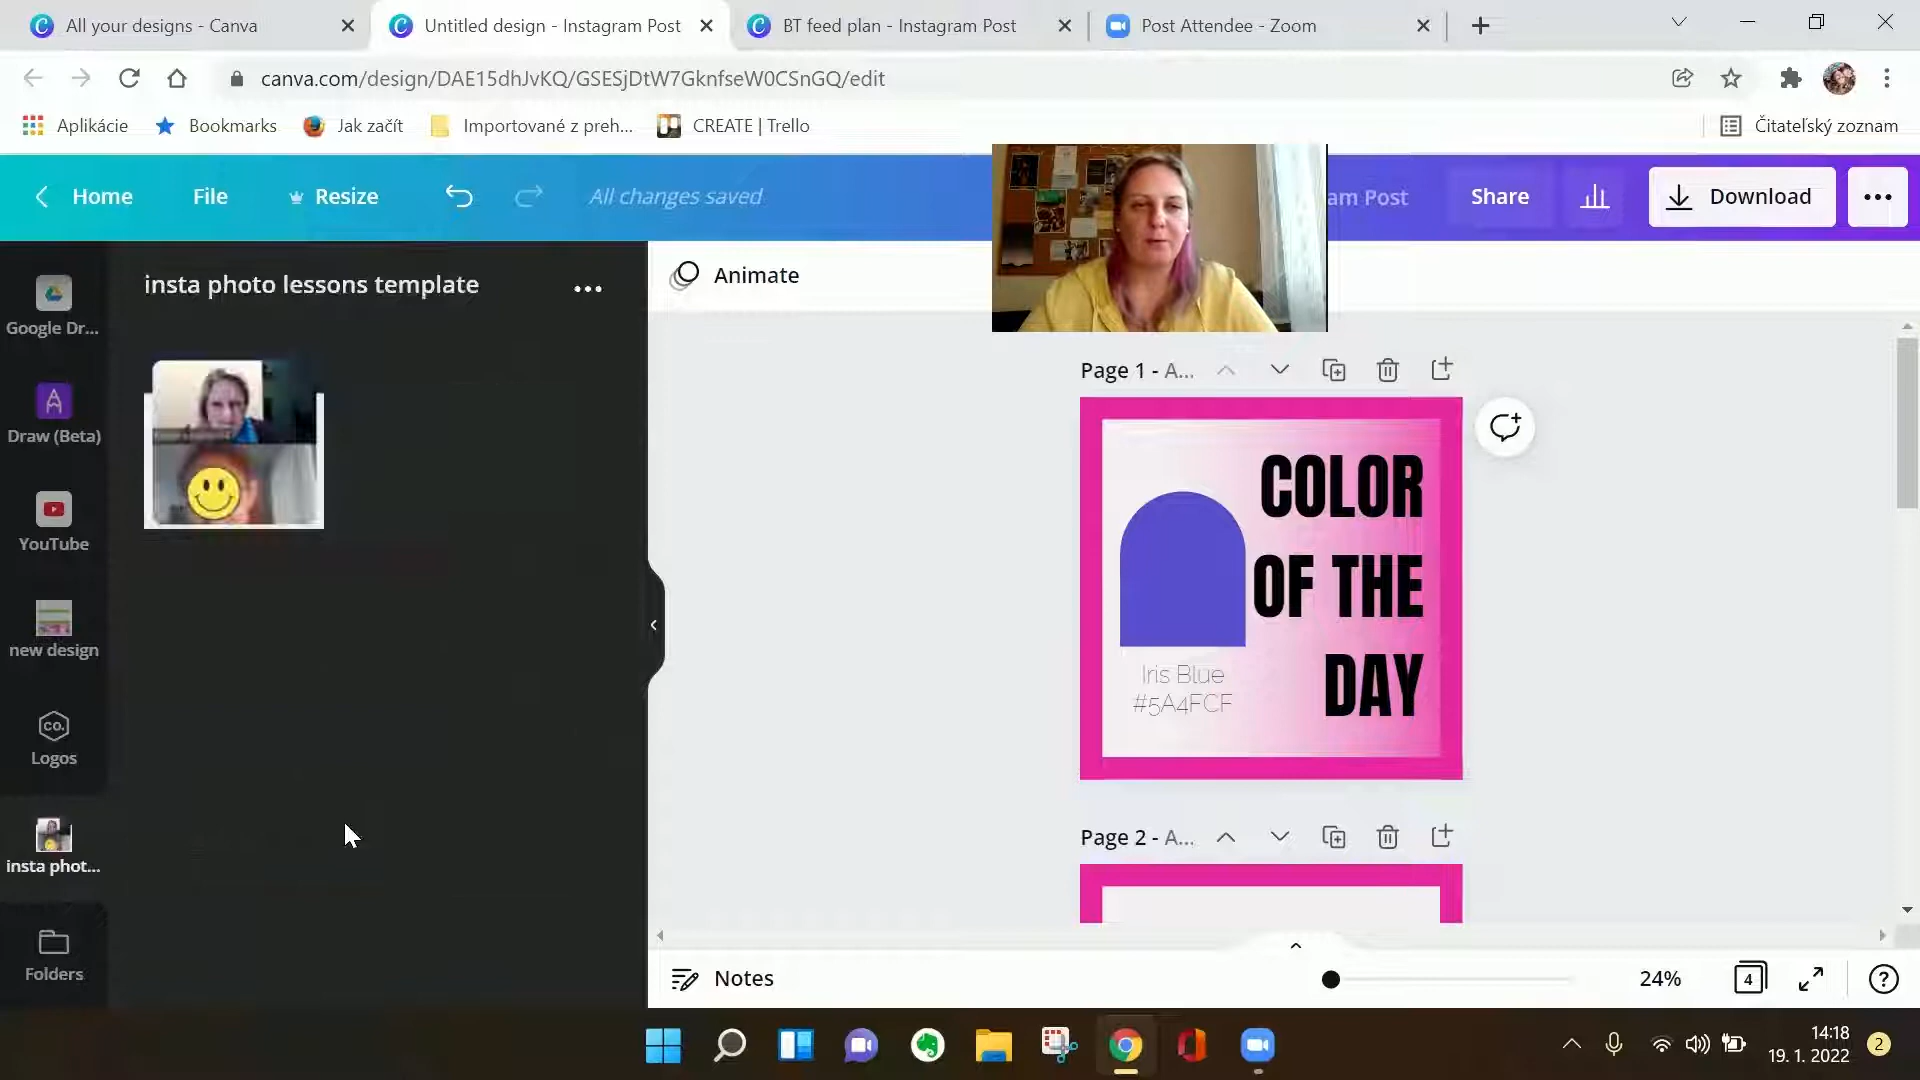 All your designs - Canva
Untitled design - Instagram Post
BT feed plan - Instagram Post
Post Attendee - Zoom
canva.com/design/DAE15dhJvKQ/GSESjDtW7GknfseW0CSnGQ/edit
Aplikácie
Bookmarks
Jak začít
Importované z preh...
CREATE | Trello
Čitateľský zoznam
Home
File
Resize
All changes saved
am Post
Share
Download
Google Dr...
Draw (Beta)
YouTube
new design
CO.
Logos
insta phot...
Folders
insta photo lessons template
Animate
Page 1 - A...
COLOR
OF THE
DAY
Iris Blue
#5A4FCF
Page 2 - A...
Notes
24%
4
14:18
19. 1. 2022
2